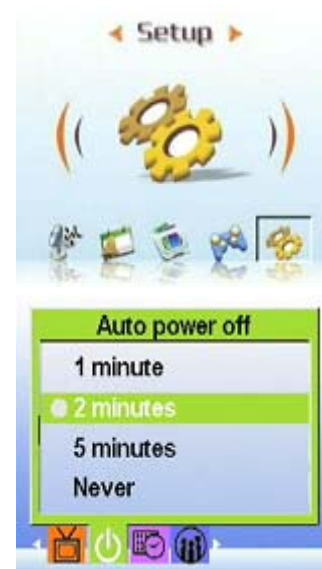 Setup
Auto power off
1 minute
2 minutes
5 minutes
Never